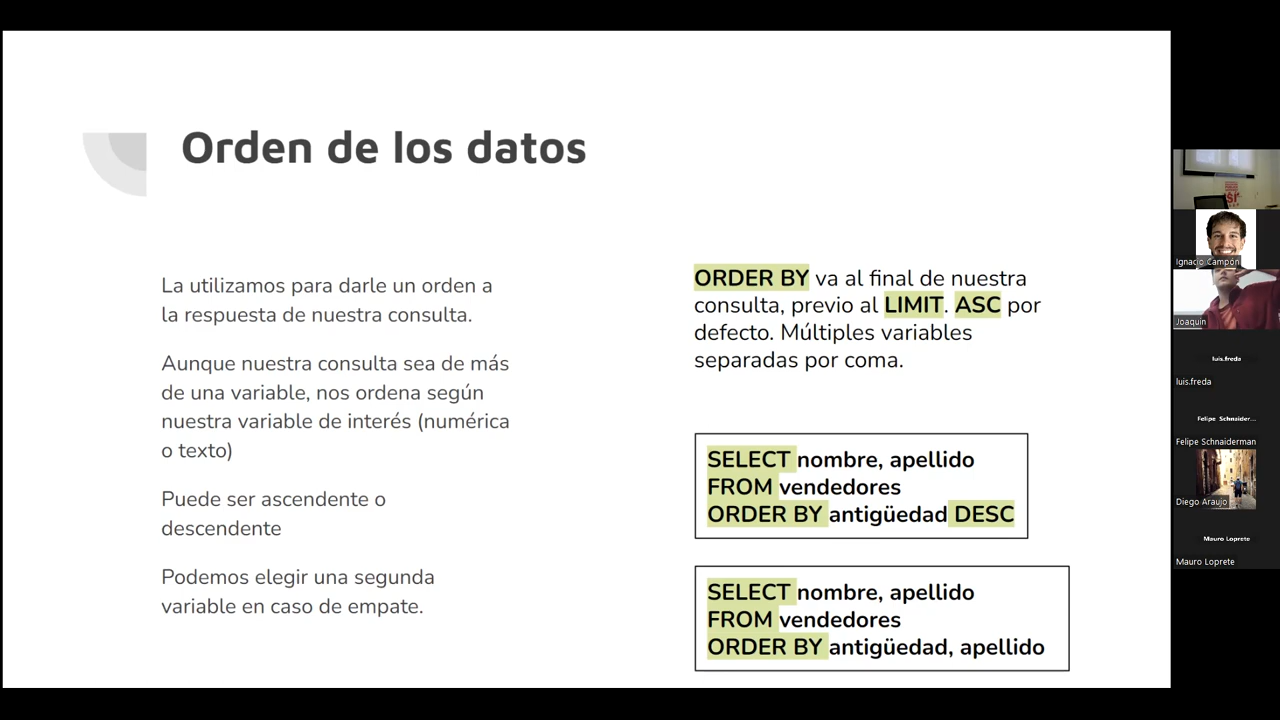 Orden de los datos
La utilizamos para darle un orden a
la respuesta de nuestra consulta.
Aunque nuestra consulta sea de más
de una variable, nos ordena según
nuestra variable de interés (numérica
o texto)
Puede ser ascendente o
descendente
Podemos elegir una segunda
variable en caso de empate.
ORDER BY va al final de nuestra
consulta, previo al LIMIT. ASC por
defecto. Múltiples variables
separadas por coma.
SELECT nombre, apellido
FROM vendedores
ORDER BY antigüedad DESC
SELECT nombre, apellido
FROM vendedores
ORDER BY antigüedad, apellido
SÍ
Ignacio Campón
Joaquin
luis.freda
luis.freda
Felipe Schnaider...
Felipe Schnaiderman
Diego Araujo
Mauro Loprete
Mauro Loprete